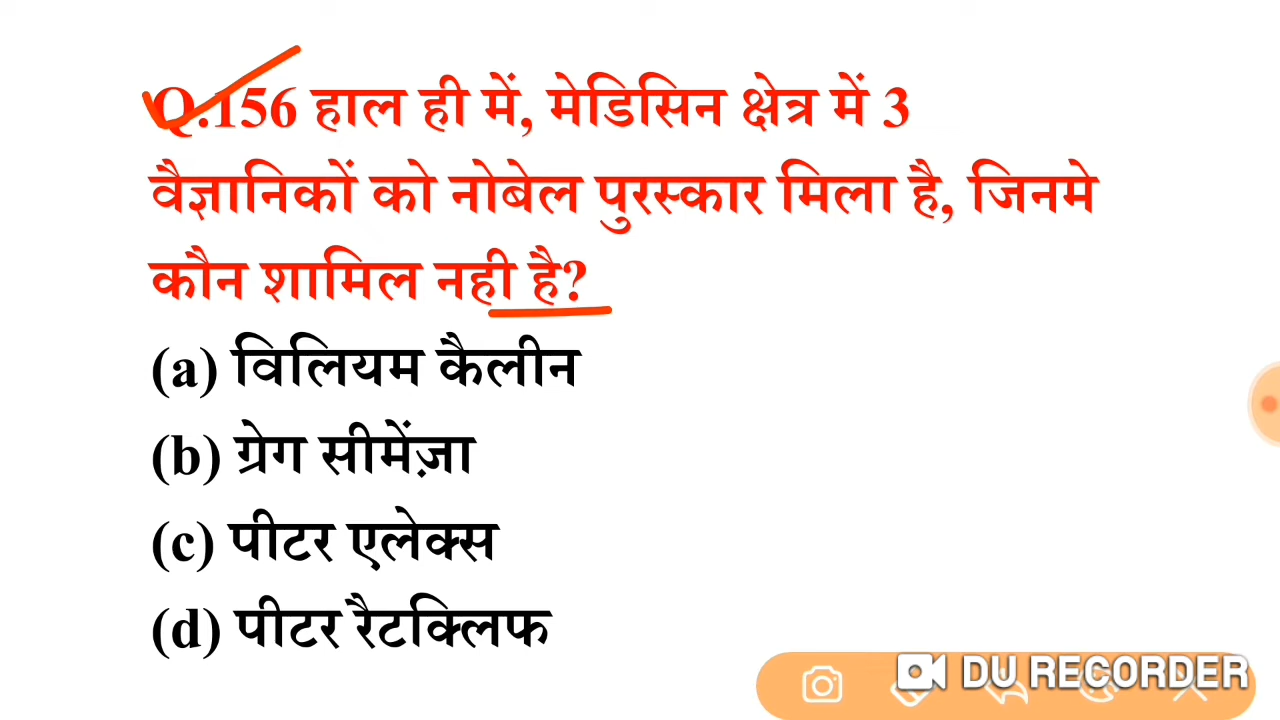 Q.156 हाल ही में, मेडिसिन क्षेत्र में 3
वैज्ञानिकों को नोबेल पुरस्कार मिला है, जिनमे
कौन शामिल नही है?
(a) विलियम कैलीन
(b) ग्रेग सीमेंज़ा
(c) पीटर एलेक्स
(d) पीटर रैटक्लिफ
DU RECORDER